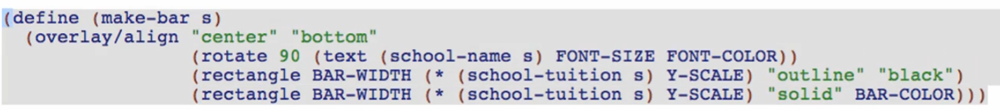 (define (make-bar s)
  (overlay/align "center" "bottom"
                 (rotate 90 (text (school-name s) FONT-SIZE FONT-COLOR))
                 (rectangle BAR-WIDTH (* (school-tuition s) Y-SCALE) "outline" "black")
                 (rectangle BAR-WIDTH (* (school-tuition s) Y-SCALE) "solid" BAR-COLOR)))